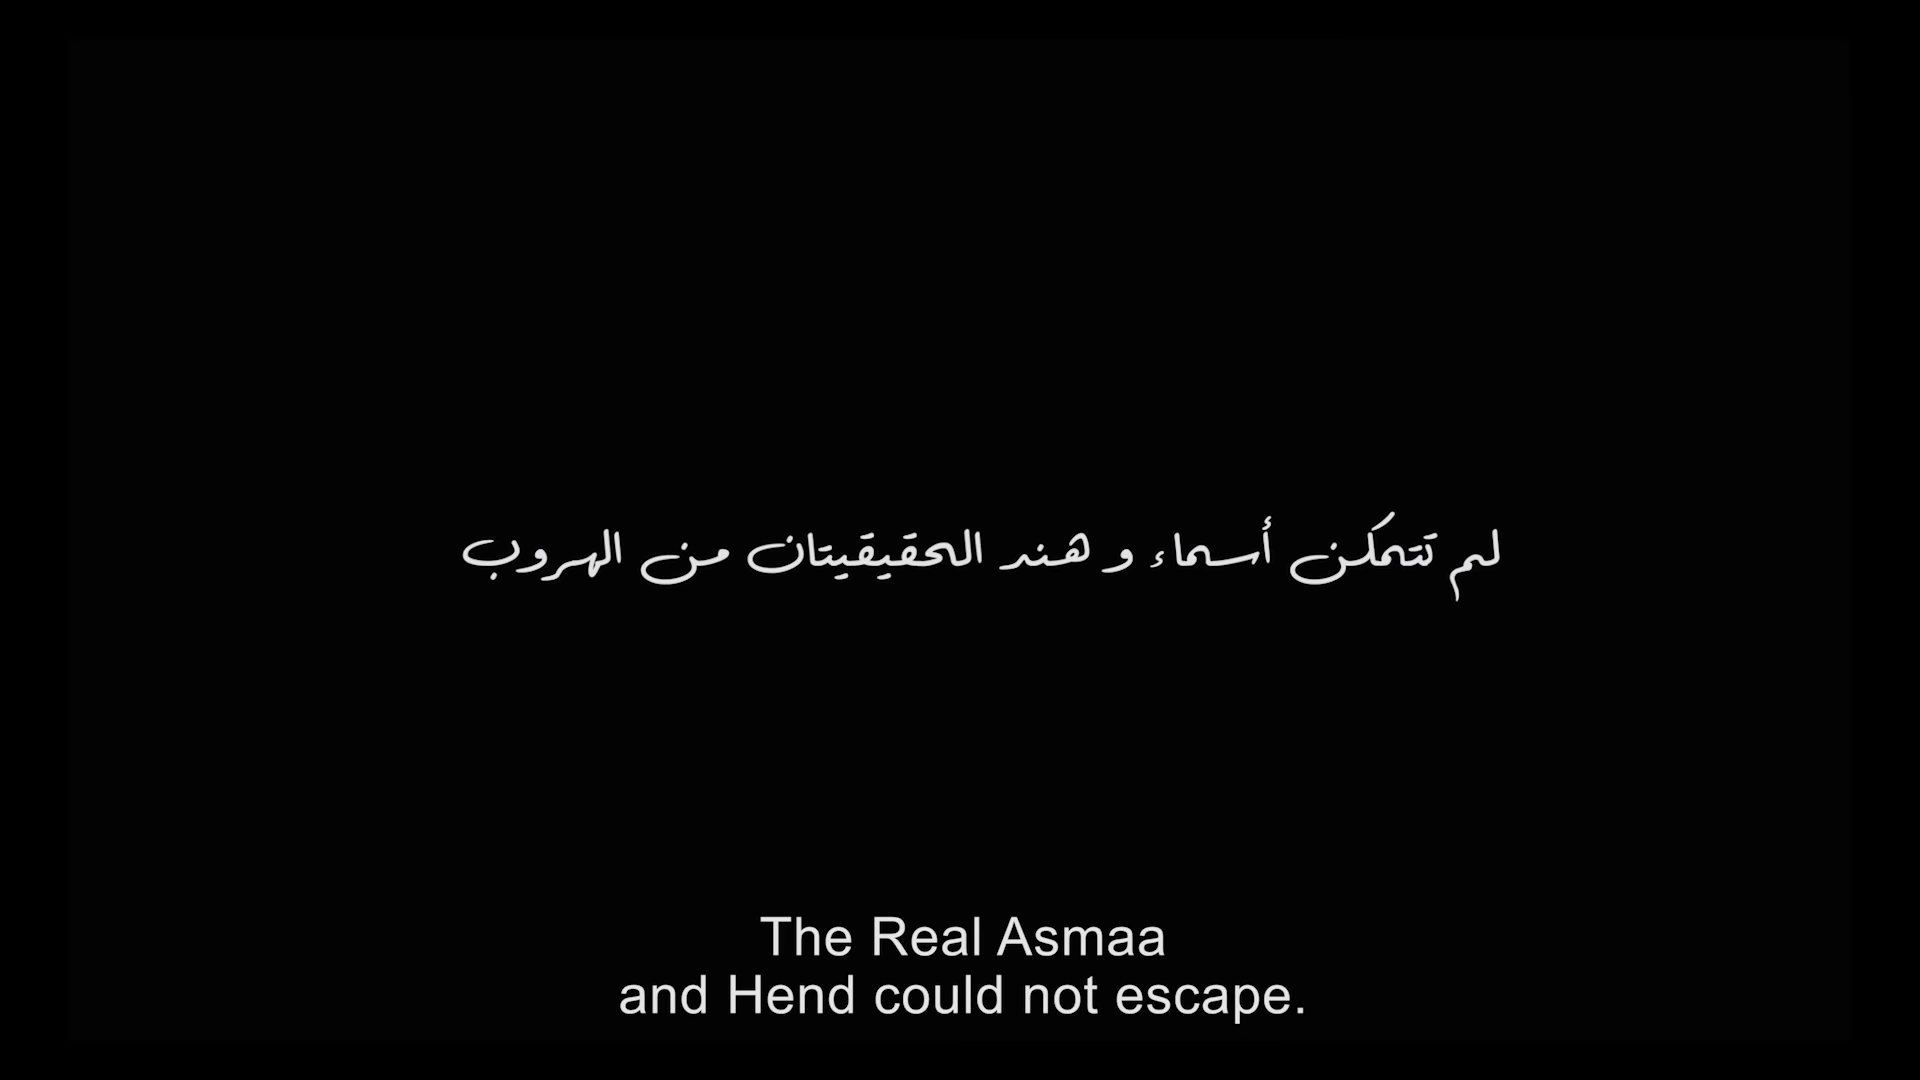 لم تتمكن أسماء و هند الحقيقيتان من الهروب
The Real Asmaa
and Hend could not escape.